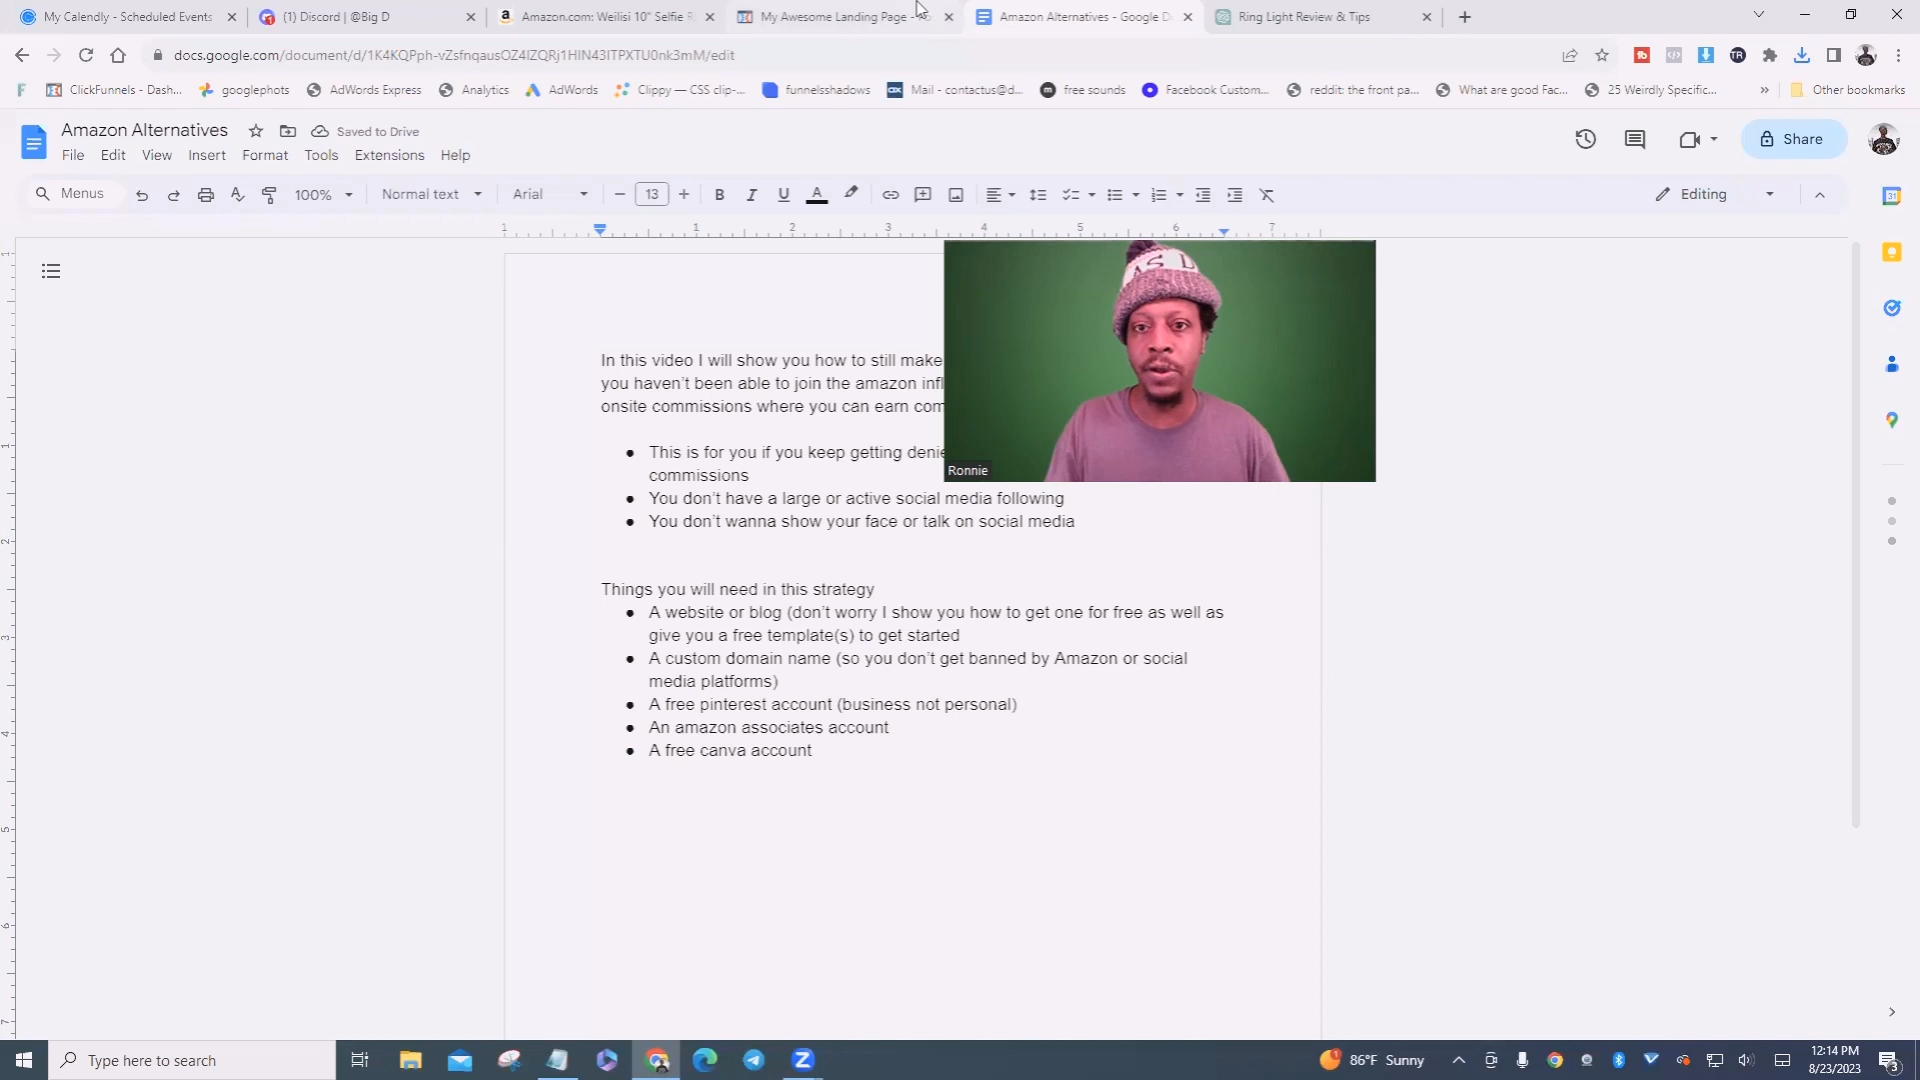 My Calendly - Scheduled Events
(1) Discord | @Big D
Amazon.com: Weilisi 10" Selfie R
My Awesome Landing Page -
Amazon Alternatives - Google D
Ring Light Review & Tips
docs.google.com/document/d/1K4KQPph-vZsfnqausOZ4IZQRj1HIN43ITPXTU0nk3mM/edit
ClickFunnels - Dash...
googlephots
AdWords Express
Analytics
AdWords
Clippy — CSS clip-...
funnelsshadows
Mail - contactus@d...
free sounds
Facebook Custom...
reddit: the front pa...
What are good Fac...
25 Weirdly Specific...
Other bookmarks
Amazon Alternatives
Saved to Drive
File Edit View Insert Format Tools Extensions Help
Share
Menus
100%
Normal text
Arial
13
Editing
1 1 2 3 4 5 6 7
In this video I will show you how to still make
you haven't been able to join the amazon infl
onsite commissions where you can earn com
● This is for you if you keep getting denie
commissions
● You don't have a large or active social media following
● You don't wanna show your face or talk on social media
Ronnie
Things you will need in this strategy
● A website or blog (don't worry I show you how to get one for free as well as
give you a free template(s) to get started
● A custom domain name (so you don't get banned by Amazon or social
media platforms)
● A free pinterest account (business not personal)
● An amazon associates account
● A free canva account
Type here to search
86°F Sunny
12:14 PM
8/23/2023